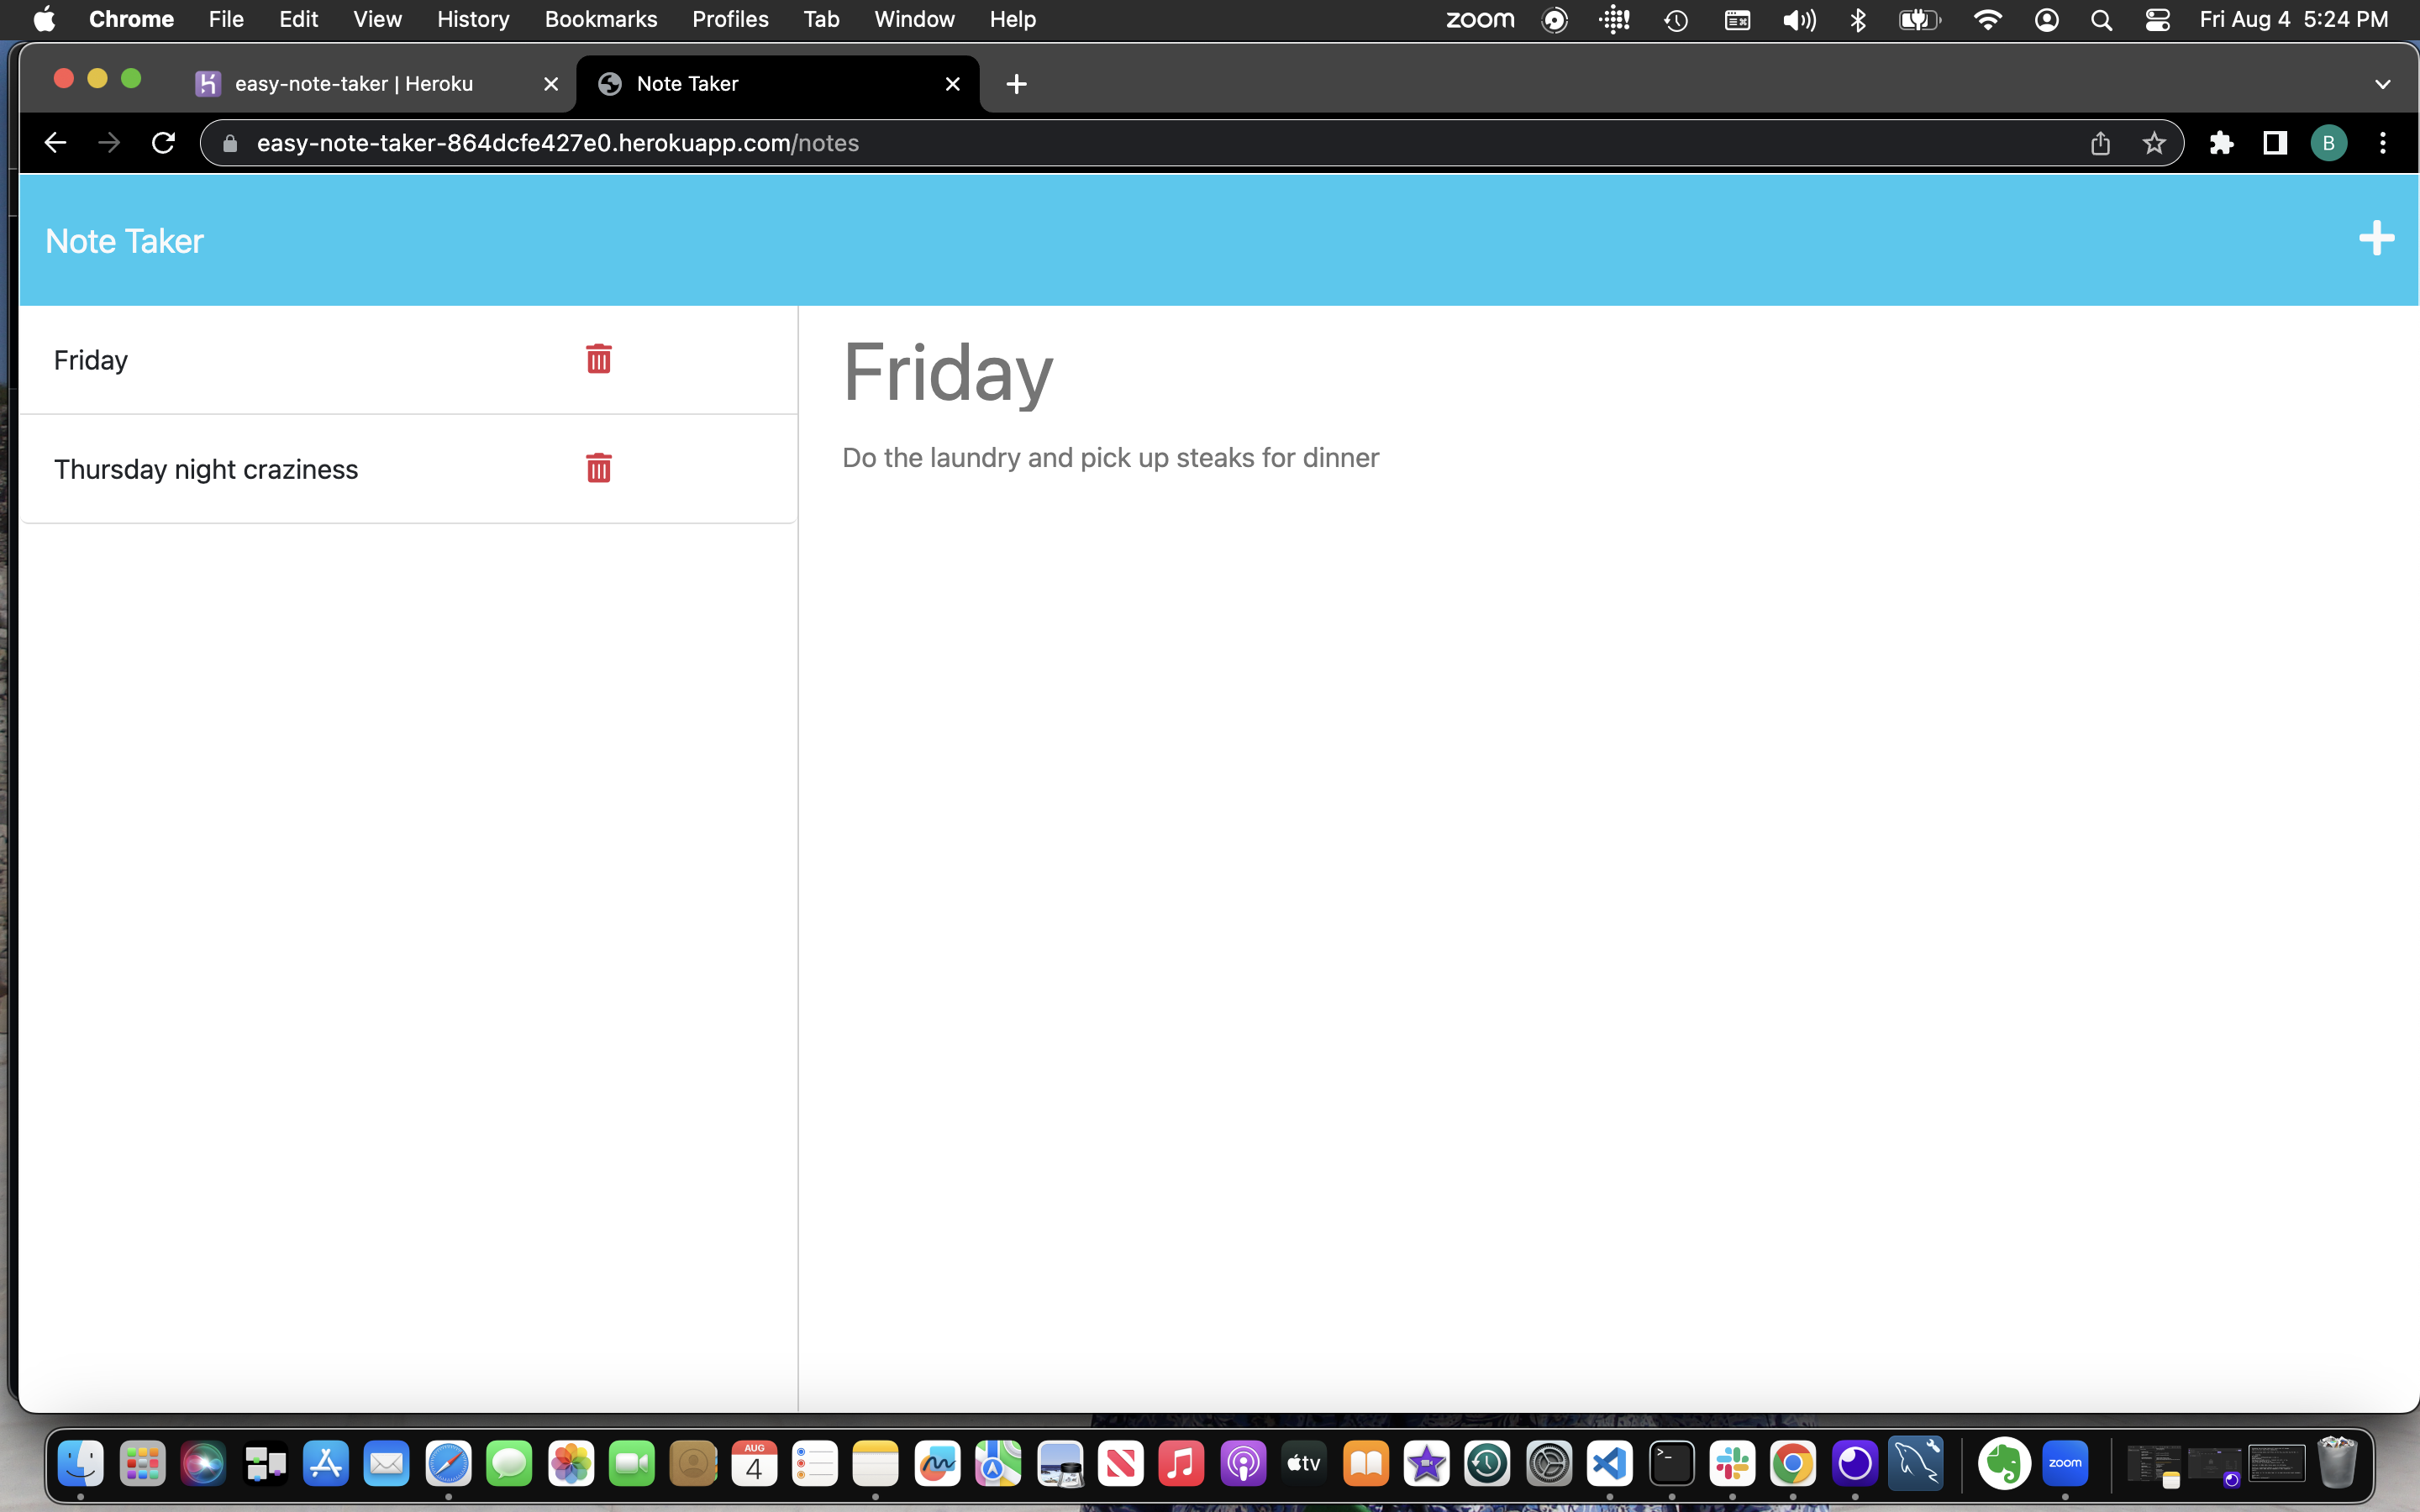 Chrome File Edit View History Bookmarks Profiles Tab Window Help zoom Fri Aug 4 5:24 PM
easy-note-taker | Heroku Note Taker
easy-note-taker-864dcfe427e0.herokuapp.com/notes B
Note Taker
Friday
Thursday night craziness
Friday
Do the laundry and pick up steaks for dinner
AUG
4
tv
zoom